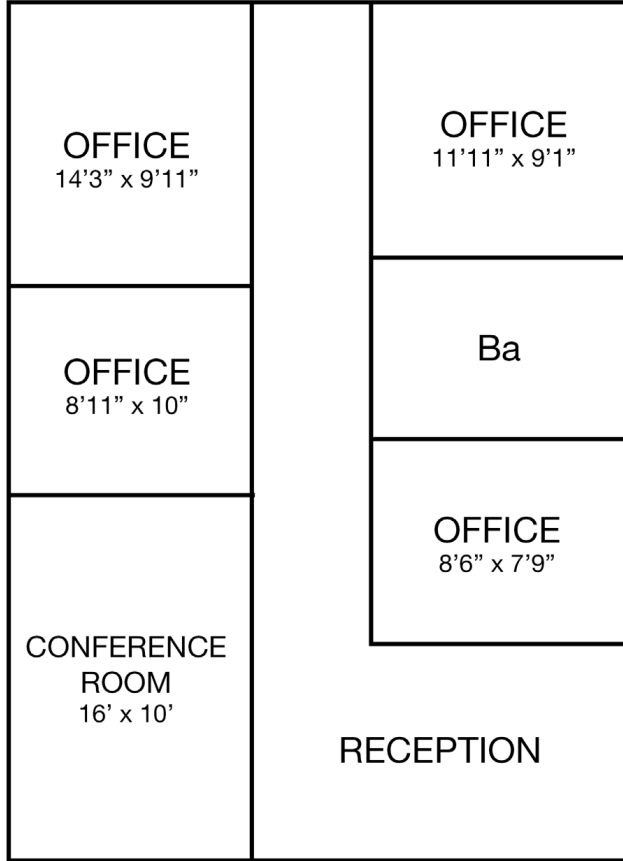 OFFICE
14’3” x 9’11”
OFFICE
11’11” x 9’1”
OFFICE
8’11” x 10”
Ba
OFFICE
8’6” x 7’9”
CONFERENCE
ROOM
16’ x 10’
RECEPTION